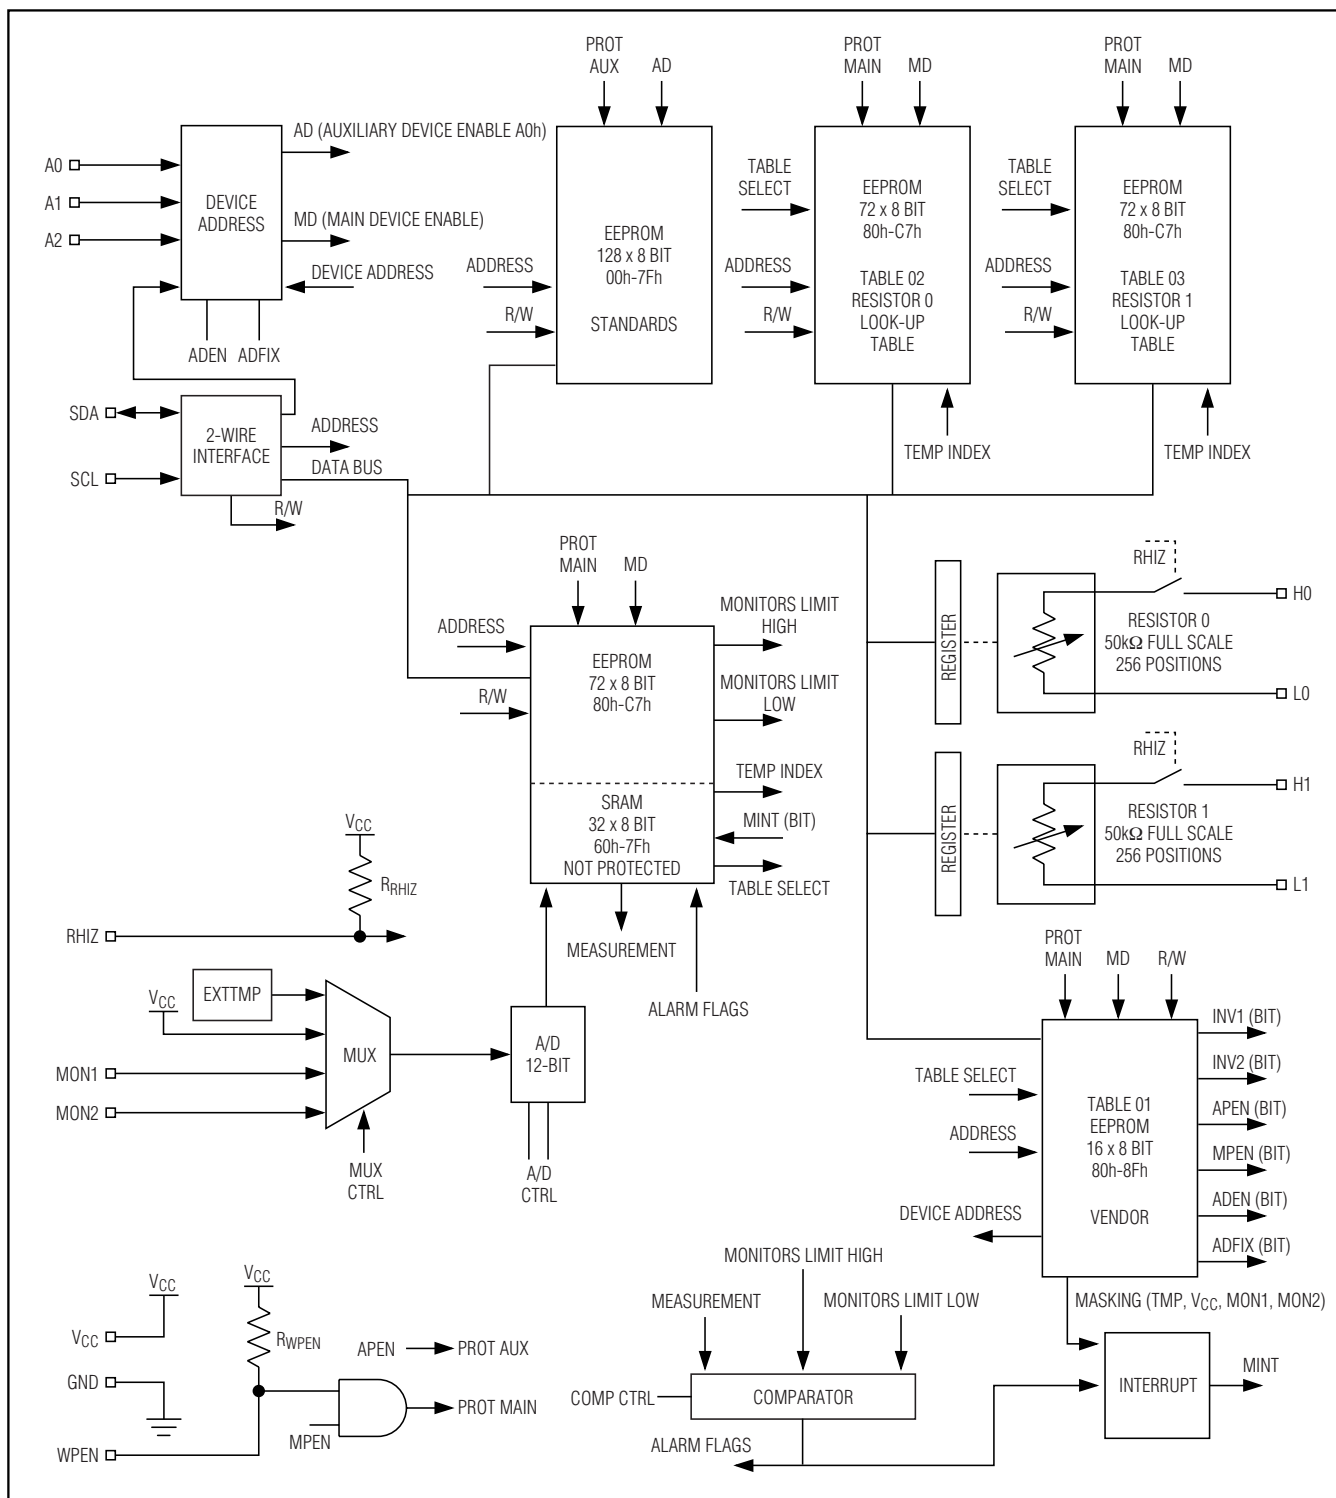 PROT
AUX
AD
PROT
MAIN
MD
PROT
MAIN
MD
A0
A1
A2
DEVICE
ADDRESS
AD (AUXILIARY DEVICE ENABLE A0h)
MD (MAIN DEVICE ENABLE)
DEVICE ADDRESS
ADEN
ADFIX
ADDRESS
R/W
EEPROM
128 x 8 BIT
00h-7Fh
STANDARDS
TABLE
SELECT
ADDRESS
R/W
EEPROM
72 x 8 BIT
80h-C7h
TABLE 02
RESISTOR 0
LOOK-UP
TABLE
TEMP INDEX
TABLE
SELECT
ADDRESS
R/W
EEPROM
72 x 8 BIT
80h-C7h
TABLE 03
RESISTOR 1
LOOK-UP
TABLE
TEMP INDEX
SDA
SCL
2-WIRE
INTERFACE
ADDRESS
DATA BUS
R/W
PROT
MAIN
MD
ADDRESS
R/W
EEPROM
72 x 8 BIT
80h-C7h
SRAM
32 x 8 BIT
60h-7Fh
NOT PROTECTED
MONITORS LIMIT
HIGH
MONITORS LIMIT
LOW
TEMP INDEX
MINT (BIT)
TABLE SELECT
MEASUREMENT
ALARM FLAGS
REGISTER
RHIZ
RESISTOR 0
50kΩ FULL SCALE
256 POSITIONS
H0
L0
REGISTER
RHIZ
RESISTOR 1
50kΩ FULL SCALE
256 POSITIONS
H1
L1
VCC
RRHIZ
RHIZ
EXTTMP
VCC
MON1
MON2
MUX
MUX
CTRL
A/D
12-BIT
A/D
CTRL
PROT
MAIN
MD
R/W
TABLE SELECT
ADDRESS
DEVICE ADDRESS
TABLE 01
EEPROM
16 x 8 BIT
80h-8Fh
VENDOR
INV1 (BIT)
INV2 (BIT)
APEN (BIT)
MPEN (BIT)
ADEN (BIT)
ADFIX (BIT)
MASKING (TMP, VCC, MON1, MON2)
VCC
VCC
GND
WPEN
VCC
RWPEN
APEN
PROT AUX
MPEN
PROT MAIN
MEASUREMENT
MONITORS LIMIT HIGH
MONITORS LIMIT LOW
COMP CTRL
COMPARATOR
ALARM FLAGS
INTERRUPT
MINT